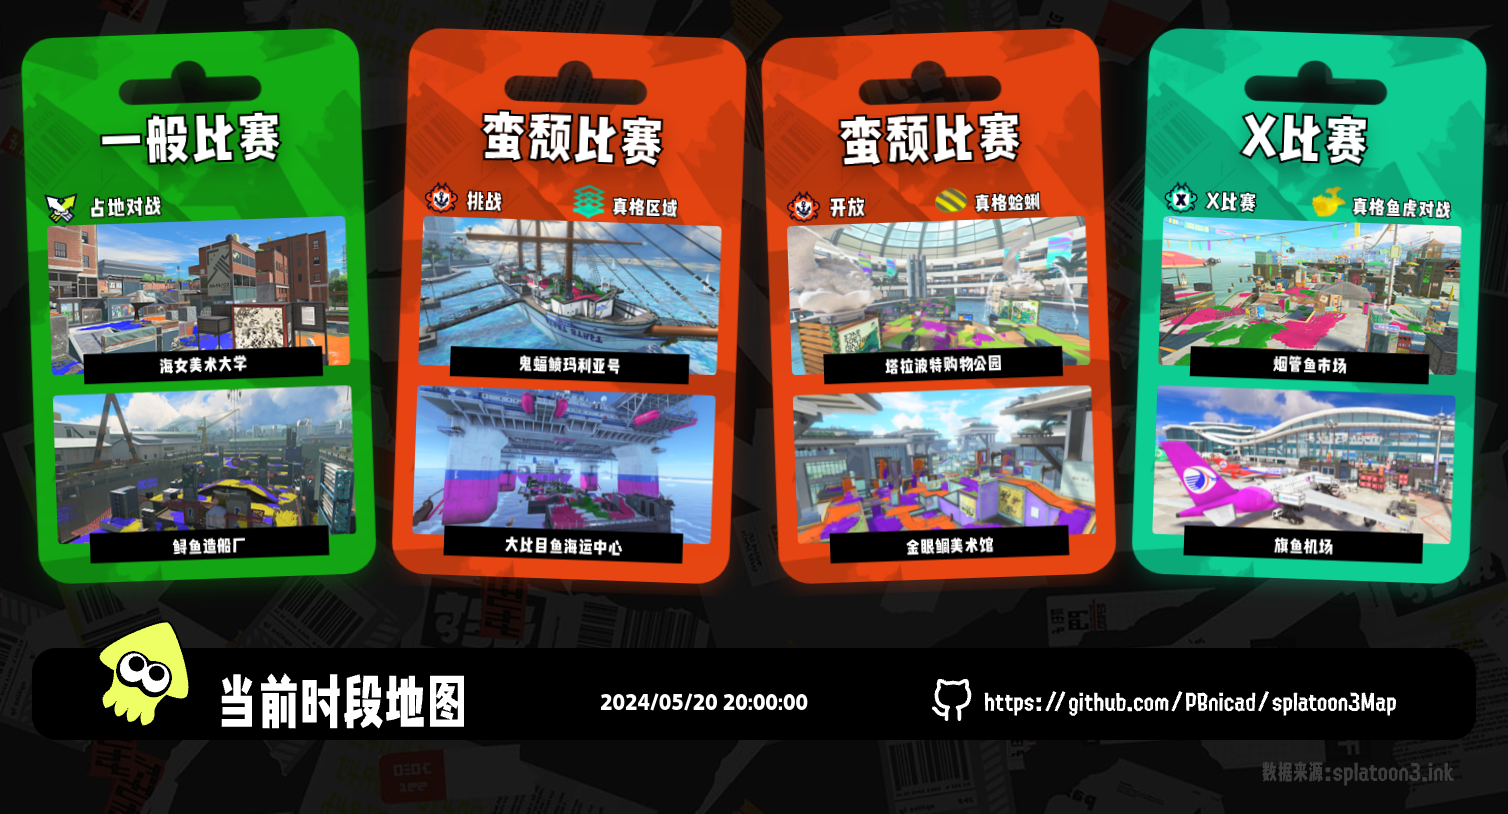 一般比赛
占地对战
海女美术大学
鲟鱼造船厂
蛮颓比赛
挑战
真格区域
鬼蝠鲼玛利亚号
大比目鱼海运中心
蛮颓比赛
开放
真格蛤蜊
塔拉波特购物公园
金眼鲷美术馆
X比赛
X比赛
真格鱼虎对战
烟管鱼市场
旗鱼机场
当前时段地图
2024/05/20 20:00:00
https://github.com/PBnicad/splatoon3Map
数据来源:splatoon3.ink